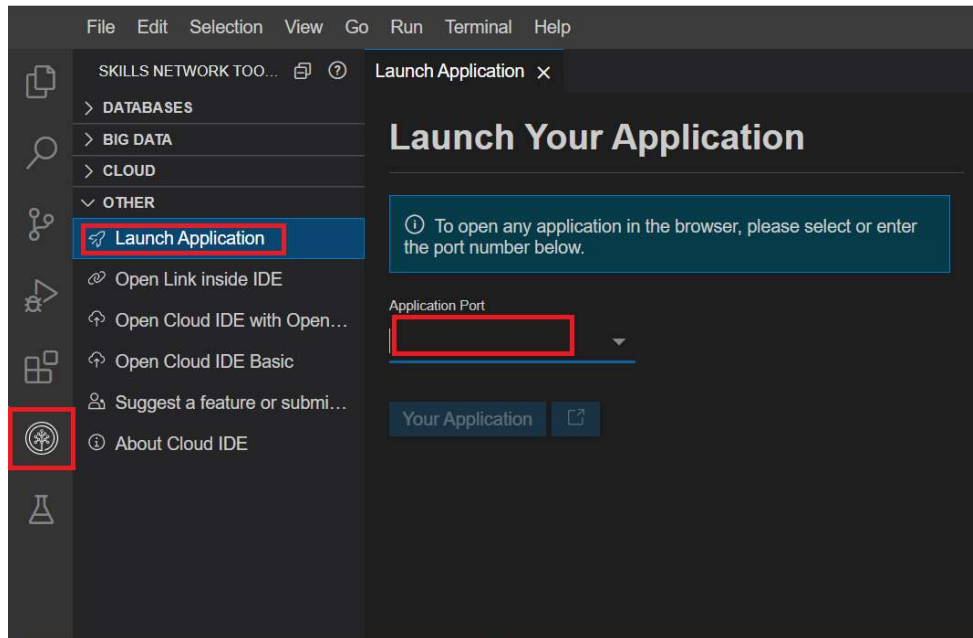 File Edit Selection View Go Run Terminal Help
SKILLS NETWORK TOO...
DATABASES
BIG DATA
CLOUD
OTHER
Launch Application
Open Link inside IDE
Open Cloud IDE with Open...
Open Cloud IDE Basic
Suggest a feature or submi...
About Cloud IDE
Launch Application
Launch Your Application
To open any application in the browser, please select or enter
the port number below.
Application Port
Your Application